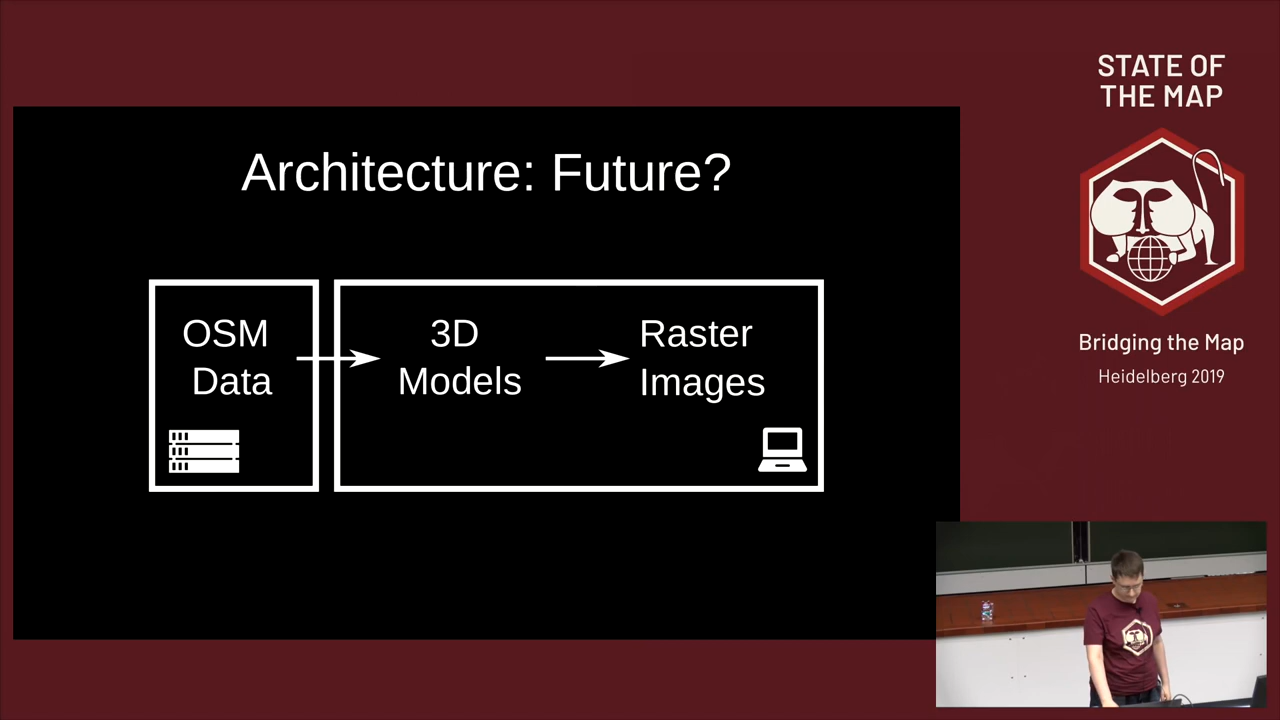 STATE OF
THE MAP
Architecture: Future?
OSM
Data
3D
Models
Raster
Images
Bridging the Map
Heidelberg 2019